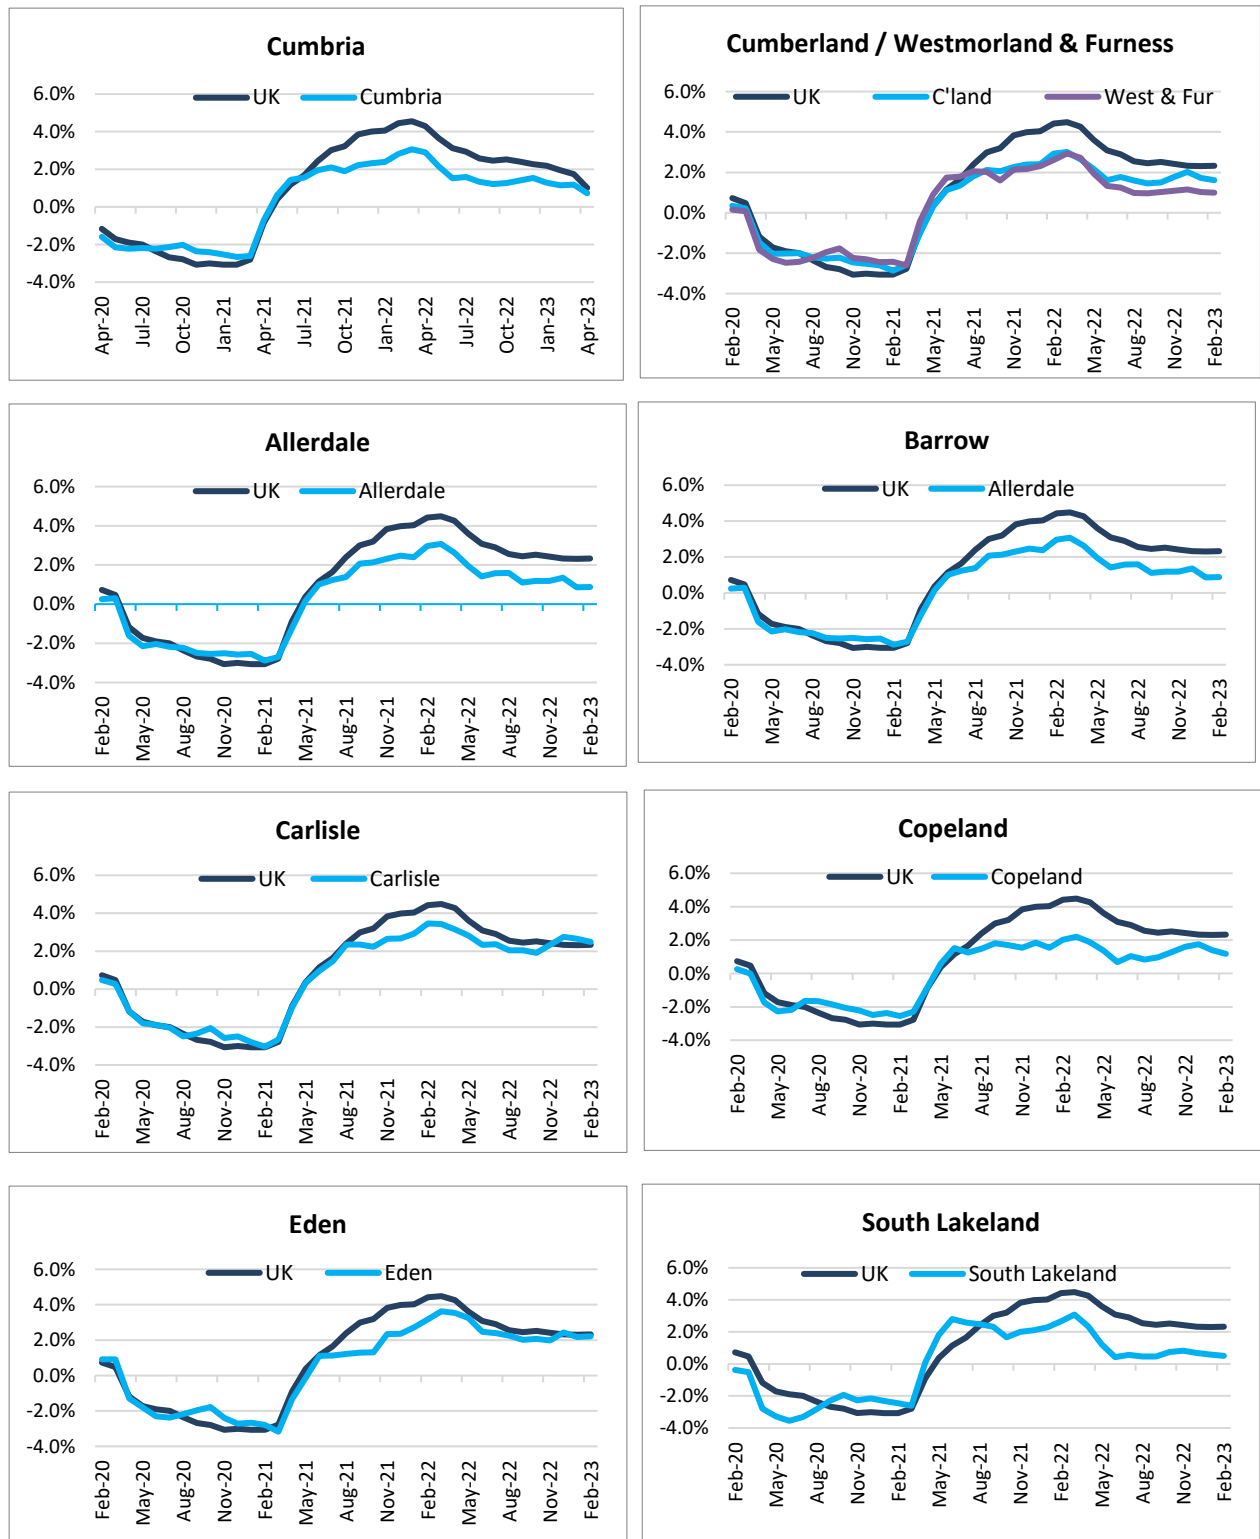 Cumbria
UK Cumbria
6.0%
4.0%
2.0%
0.0%
-2.0%
-4.0%
Apr-20 Jul-20 Oct-20 Jan-21 Apr-21 Jul-21 Oct-21 Jan-22 Apr-22 Jul-22 Oct-22 Jan-23 Apr-23
Cumberland / Westmorland & Furness
UK C'land West & Fur
6.0%
4.0%
2.0%
0.0%
-2.0%
-4.0%
Feb-20 May-20 Aug-20 Nov-20 Feb-21 May-21 Aug-21 Nov-21 Feb-22 May-22 Aug-22 Nov-22 Feb-23
Allerdale
UK Allerdale
6.0%
4.0%
2.0%
0.0%
-2.0%
-4.0%
Feb-20 May-20 Aug-20 Nov-20 Feb-21 May-21 Aug-21 Nov-21 Feb-22 May-22 Aug-22 Nov-22 Feb-23
Barrow
UK Allerdale
6.0%
4.0%
2.0%
0.0%
-2.0%
-4.0%
Feb-20 May-20 Aug-20 Nov-20 Feb-21 May-21 Aug-21 Nov-21 Feb-22 May-22 Aug-22 Nov-22 Feb-23
Carlisle
UK Carlisle
6.0%
4.0%
2.0%
0.0%
-2.0%
-4.0%
Feb-20 May-20 Aug-20 Nov-20 Feb-21 May-21 Aug-21 Nov-21 Feb-22 May-22 Aug-22 Nov-22 Feb-23
Copeland
UK Copeland
6.0%
4.0%
2.0%
0.0%
-2.0%
-4.0%
Feb-20 May-20 Aug-20 Nov-20 Feb-21 May-21 Aug-21 Nov-21 Feb-22 May-22 Aug-22 Nov-22 Feb-23
Eden
UK Eden
6.0%
4.0%
2.0%
0.0%
-2.0%
-4.0%
Feb-20 May-20 Aug-20 Nov-20 Feb-21 May-21 Aug-21 Nov-21 Feb-22 May-22 Aug-22 Nov-22 Feb-23
South Lakeland
UK South Lakeland
6.0%
4.0%
2.0%
0.0%
-2.0%
-4.0%
Feb-20 May-20 Aug-20 Nov-20 Feb-21 May-21 Aug-21 Nov-21 Feb-22 May-22 Aug-22 Nov-22 Feb-23